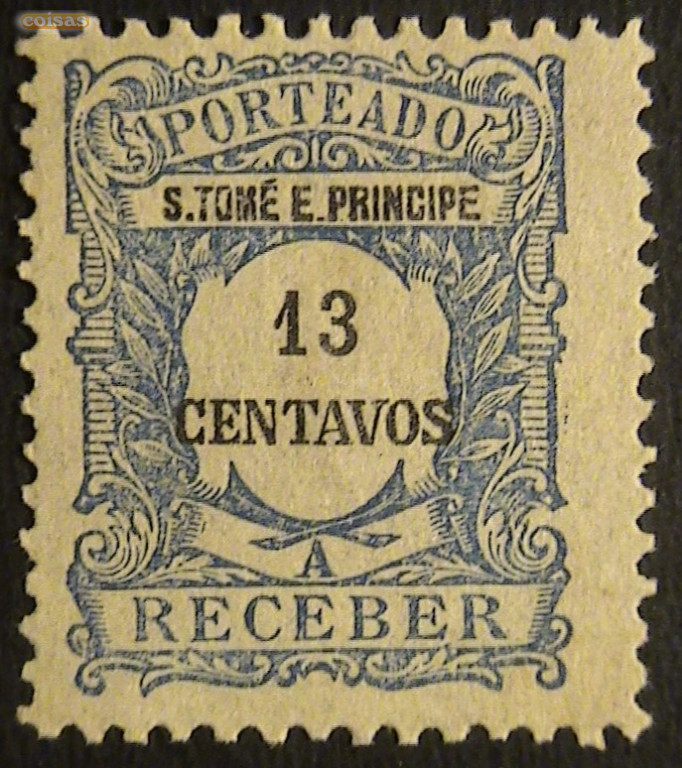 coisas
PORTEADO
S.TOMÉ E.PRINCIPE
13
CENTAVOS
A
RECEBER